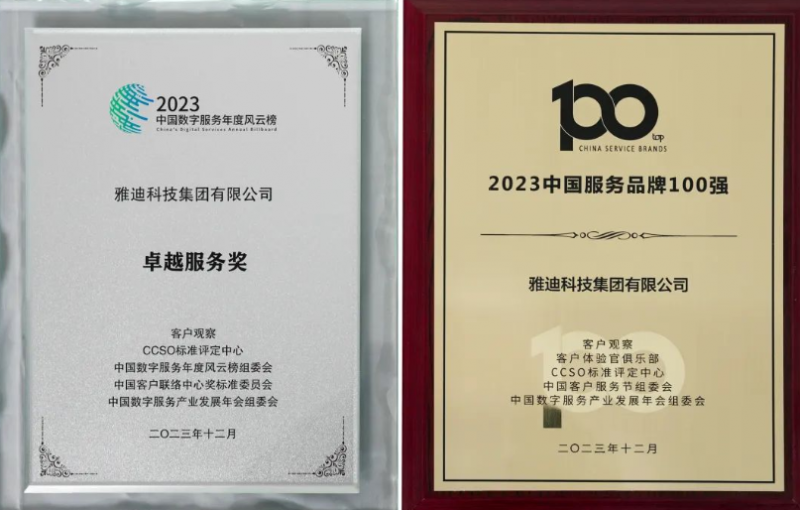 2023
中国数字服务年度风云榜
China's Digital Services Annual Billboard
雅迪科技集团有限公司
卓越服务奖
客户观察
CCSO标准评定中心
中国数字服务年度风云榜组委会
中国客户联络中心奖标准委员会
中国数字服务产业发展年会组委会
二〇二三年十二月
100
top
CHINA SERVICE BRANDS
2023中国服务品牌100强
雅迪科技集团有限公司
100
客户观察
客户体验官俱乐部
CCSO标准评定中心
中国客户服务节组委会
中国数字服务产业发展年会组委会
二〇二三年十二月